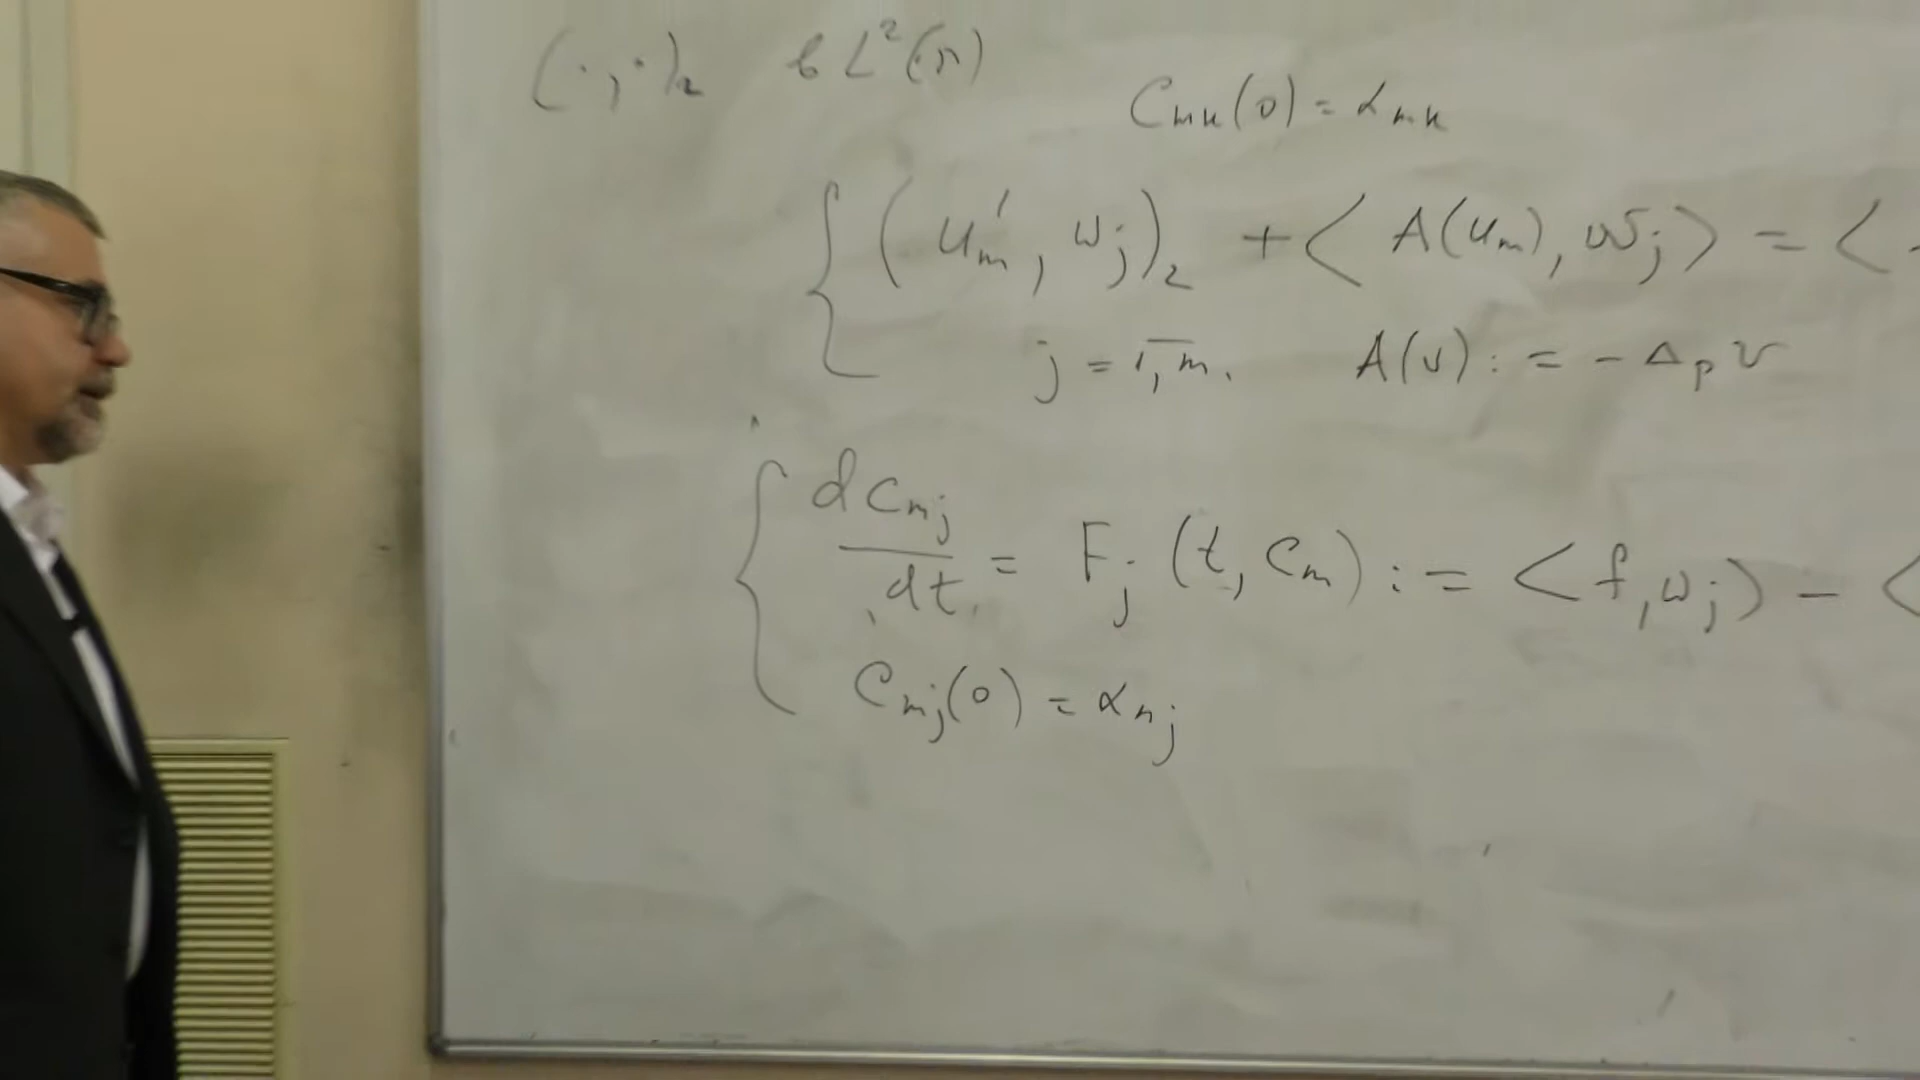 (·,·)₂ в L²(Ω)
C_{mk}(0) = α_{mk}
(u'_m, w_j)₂ + ⟨A(u_m), w_j⟩ = ⟨
j = \overline{1,m}. A(v) := -Δ_p v
dC_{mj}/dt = F_j(t, C_m) := ⟨f, w_j⟩ - ⟨
C_{mj}(0) = α_{mj}